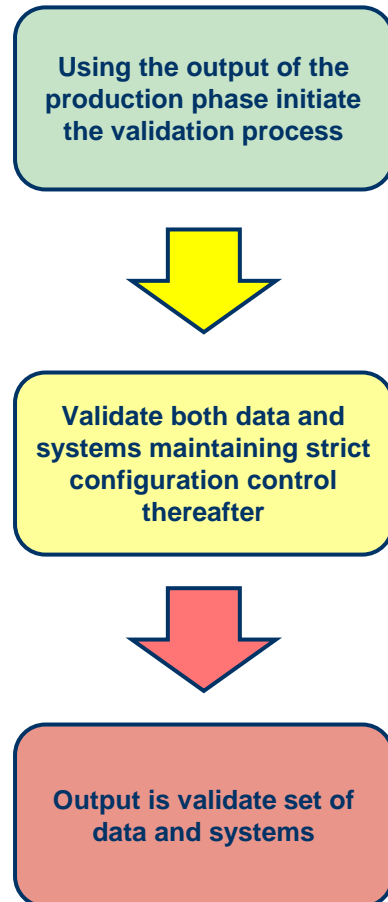 Using the output of the
production phase initiate
the validation process
Validate both data and
systems maintaining strict
configuration control
thereafter
Output is validate set of
data and systems